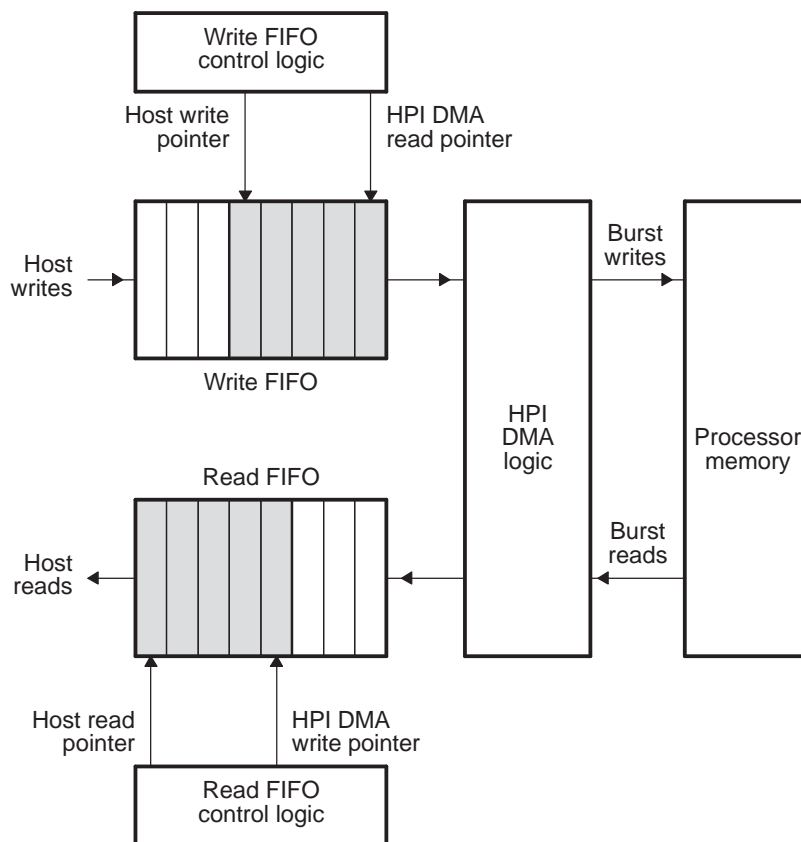 Write FIFO
control logic
Host write
pointer
HPI DMA
read pointer
Host
writes
Burst
writes
Write FIFO
HPI
DMA
logic
Processor
memory
Read FIFO
Host
reads
Burst
reads
Host read
pointer
HPI DMA
write pointer
Read FIFO
control logic